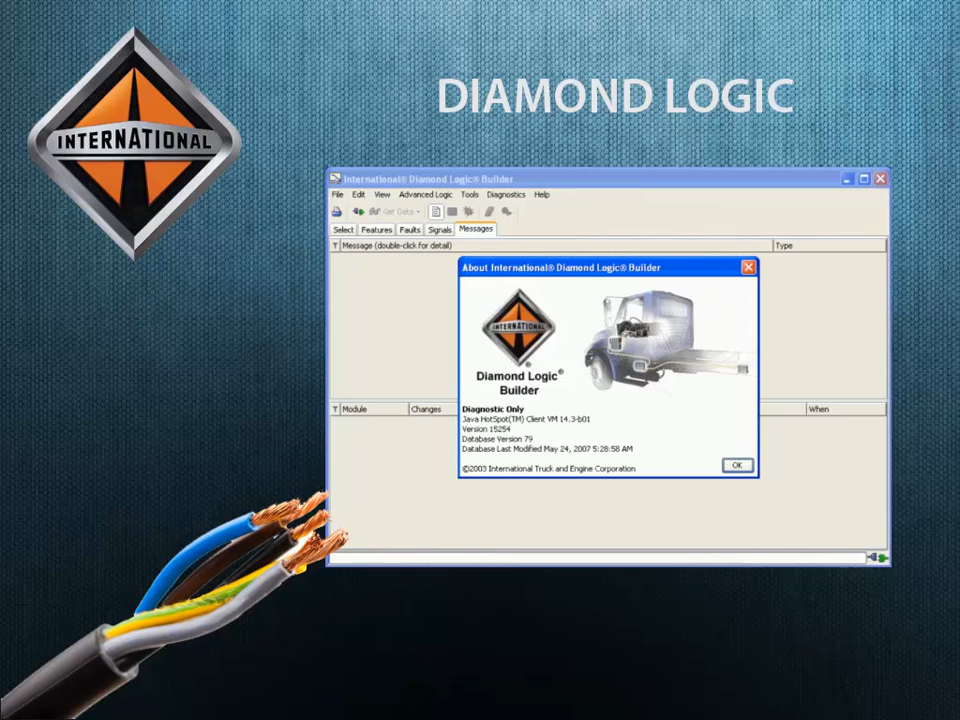 INTERNATIONAL
DIAMOND LOGIC
International® Diamond Logic® Builder
File Edit View Advanced Logic Tools Diagnostics Help
Get Data
Select Features Faults Signals Messages
T Message (double-click for detail) Type
About International® Diamond Logic® Builder
INTERNATIONAL
®
Diamond Logic®
Builder
Diagnostic Only
Java HotSpot(TM) Client VM 14.3-b01
Version 15254
Database Version 79
Database Last Modified May 24, 2007 5:28:58 AM
©2003 International Truck and Engine Corporation
OK
T Module Changes When